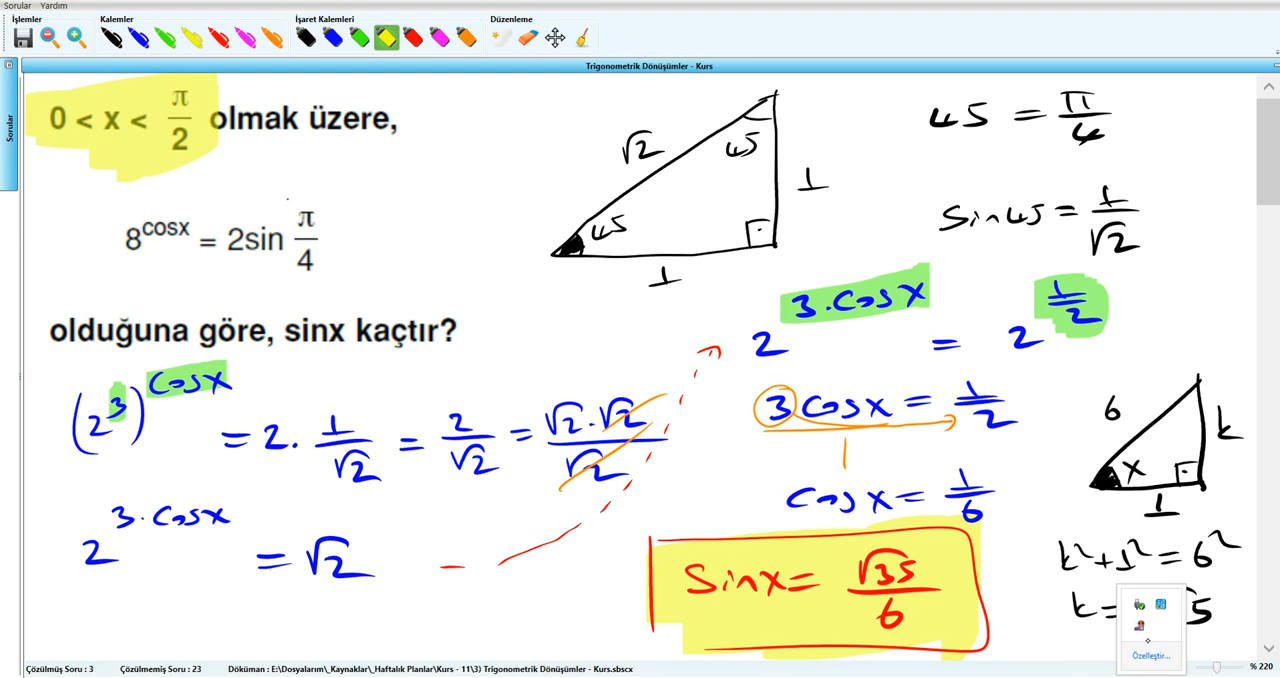 Sorular Yardım
İşlemler Kalemler İşaret Kalemleri Düzenleme
Trigonometrik Dönüşümler - Kurs
Sorular
0 < x < π/2 olmak üzere,
8^cosx = 2sin π/4
olduğuna göre, sinx kaçtır?
(2^3)^cosx = 2 · 1/√2 = 2/√2 = √2·√2/√2
2^3·cosx = √2
√2
45
45
1
1
45 = π/4
sin45 = 1/√2
2^3·cosx = 2^1/2
3cosx = 1/2
cosx = 1/6
sinx = √35/6
6
k
x
1
k²+1²=6²
k= 5
Özelleştir...
Çözülmüş Soru : 3 Çözülmemiş Soru : 23 Döküman : E:\Dosyalarım\_Kaynaklar\_Haftalık Planlar\Kurs - 11\3) Trigonometrik Dönüşümler - Kurs.sbscx % 220